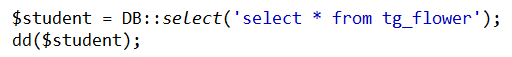 $student = DB::select('select * from tg_flower');
dd($student);